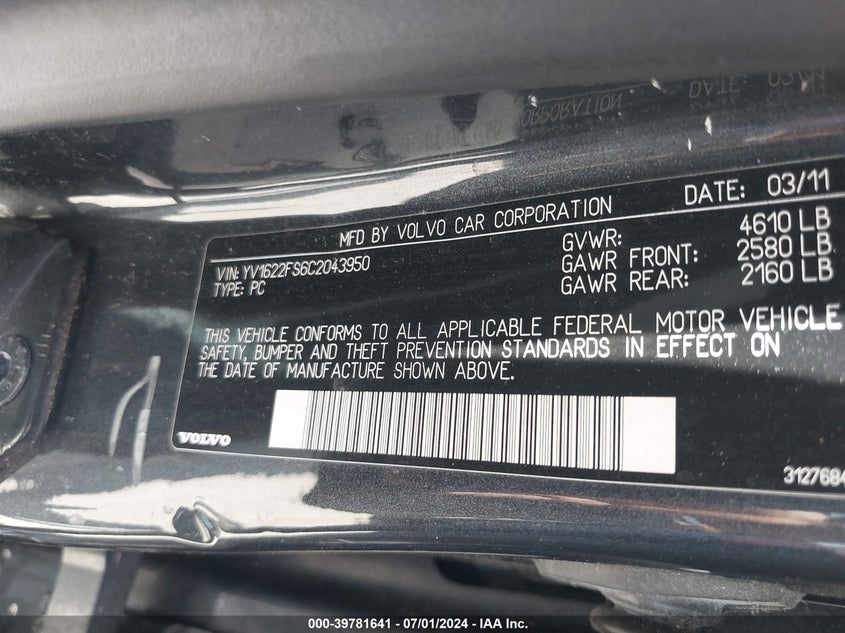 MFD BY VOLVO CAR CORPORATION DATE: 03/11
VIN: YV1622FS6C2043950 GVWR: 4610 LB
TYPE: PC GAWR FRONT: 2580 LB
GAWR REAR: 2160 LB
THIS VEHICLE CONFORMS TO ALL APPLICABLE FEDERAL MOTOR VEHICLE
SAFETY, BUMPER AND THEFT PREVENTION STANDARDS IN EFFECT ON
THE DATE OF MANUFACTURE SHOWN ABOVE.
VOLVO
3127684
000-39781641 / 07/01/2024 - IAA Inc.